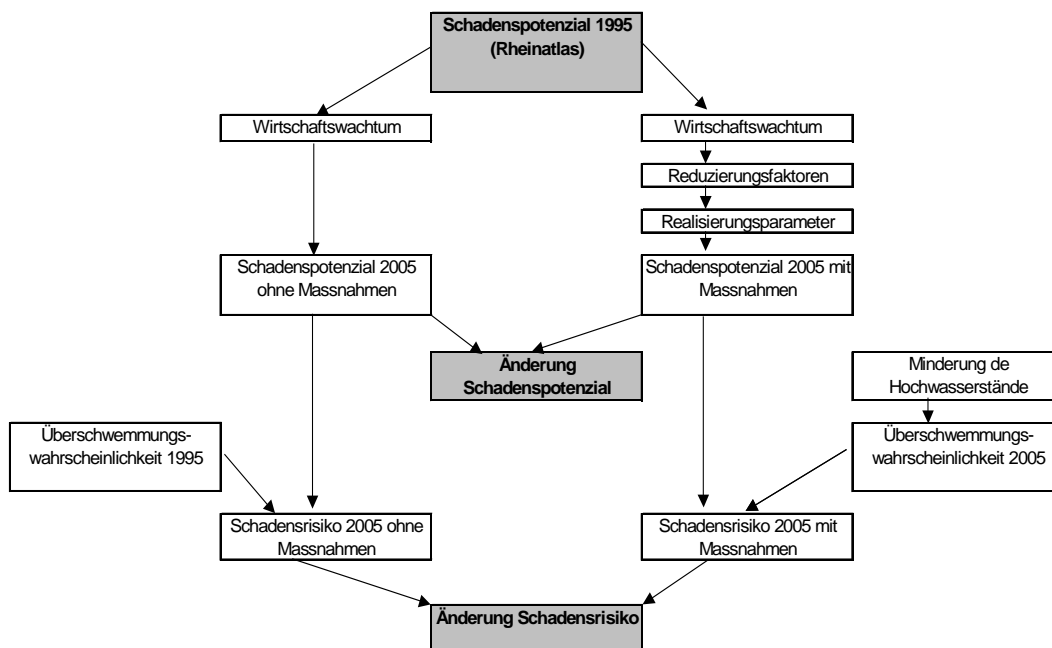 Schadenspotenzial 1995
(Rheinatlas)
Wirtschaftswachtum
Wirtschaftswachtum
Reduzierungsfaktoren
Realisierungsparameter
Schadenspotenzial 2005
ohne Massnahmen
Schadenspotenzial 2005 mit
Massnahmen
Änderung
Schadenspotenzial
Minderung de
Hochwasserstände
Überschwemmungs-
wahrscheinlichkeit 1995
Überschwemmungs-
wahrscheinlichkeit 2005
Schadensrisiko 2005 ohne
Massnahmen
Schadensrisiko 2005 mit
Massnahmen
Änderung Schadensrisiko